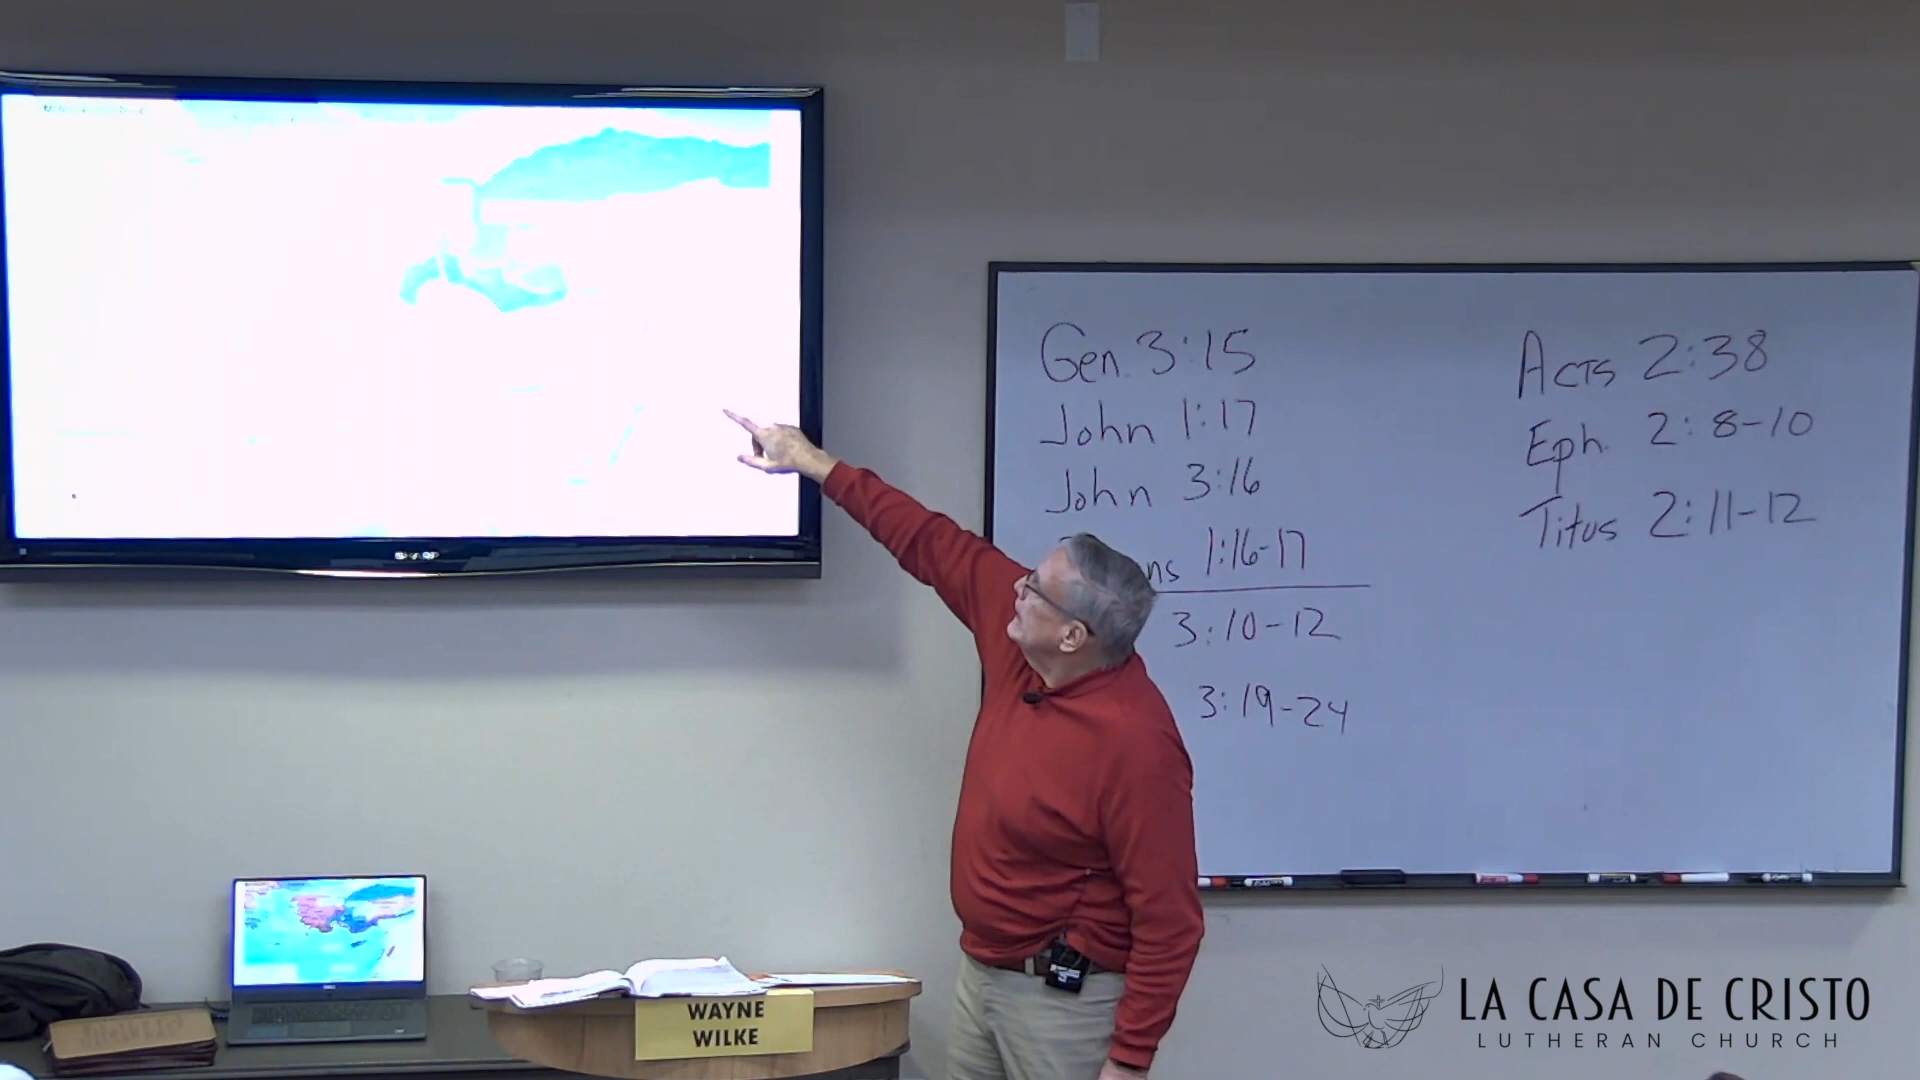 Gen. 3:15
John 1:17
John 3:16
1:16-17
3:10-12
3:19-24
Acts 2:38
Eph. 2:8-10
Titus 2:11-12
WAYNE
WILKE
LA CASA DE CRISTO
LUTHERAN CHURCH